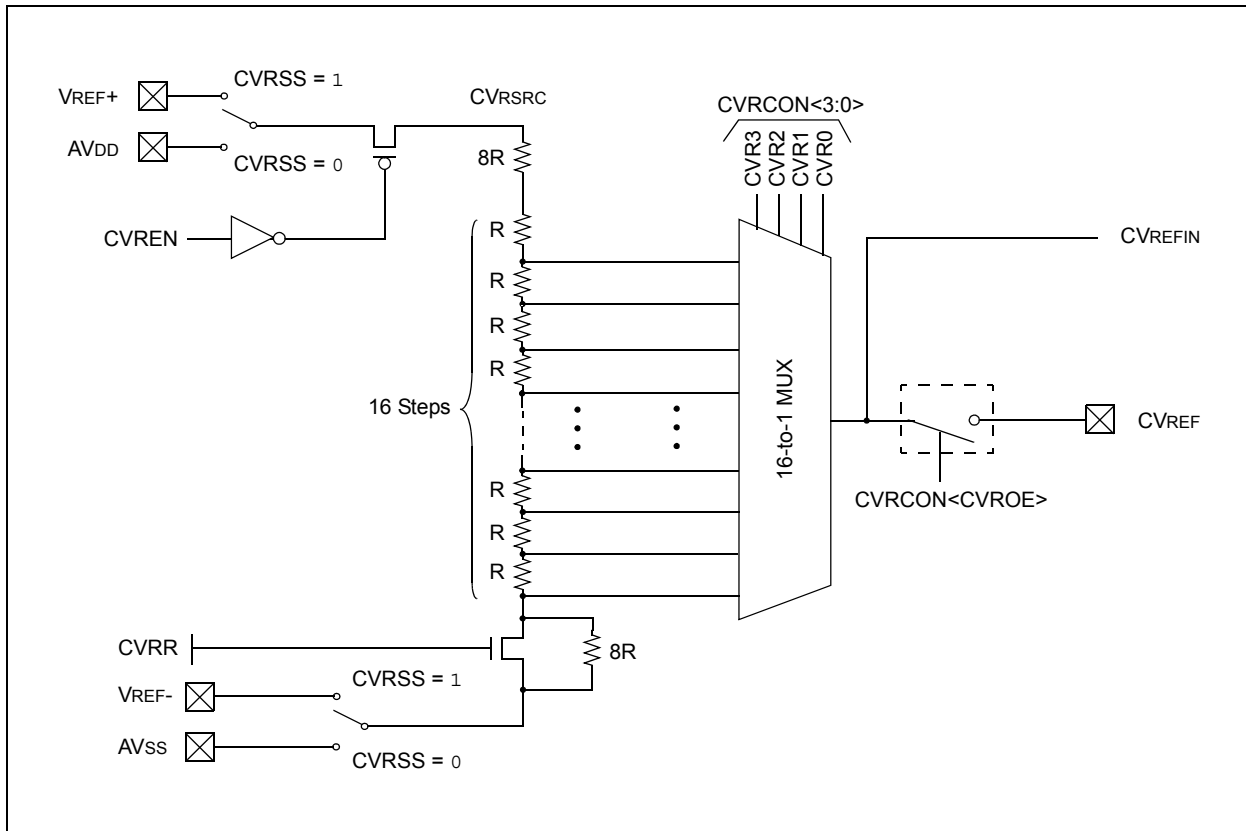 VREF+
CVRSS = 1
AVDD
CVRSS = 0
CVREN
CVRSRC
8R
R
R
R
R
16 Steps
R
R
R
CVRCON<3:0>
CVR3
CVR2
CVR1
CVR0
16-to-1 MUX
CVREFIN
CVREF
CVRCON<CVROE>
CVRR
8R
VREF-
CVRSS = 1
AVSS
CVRSS = 0